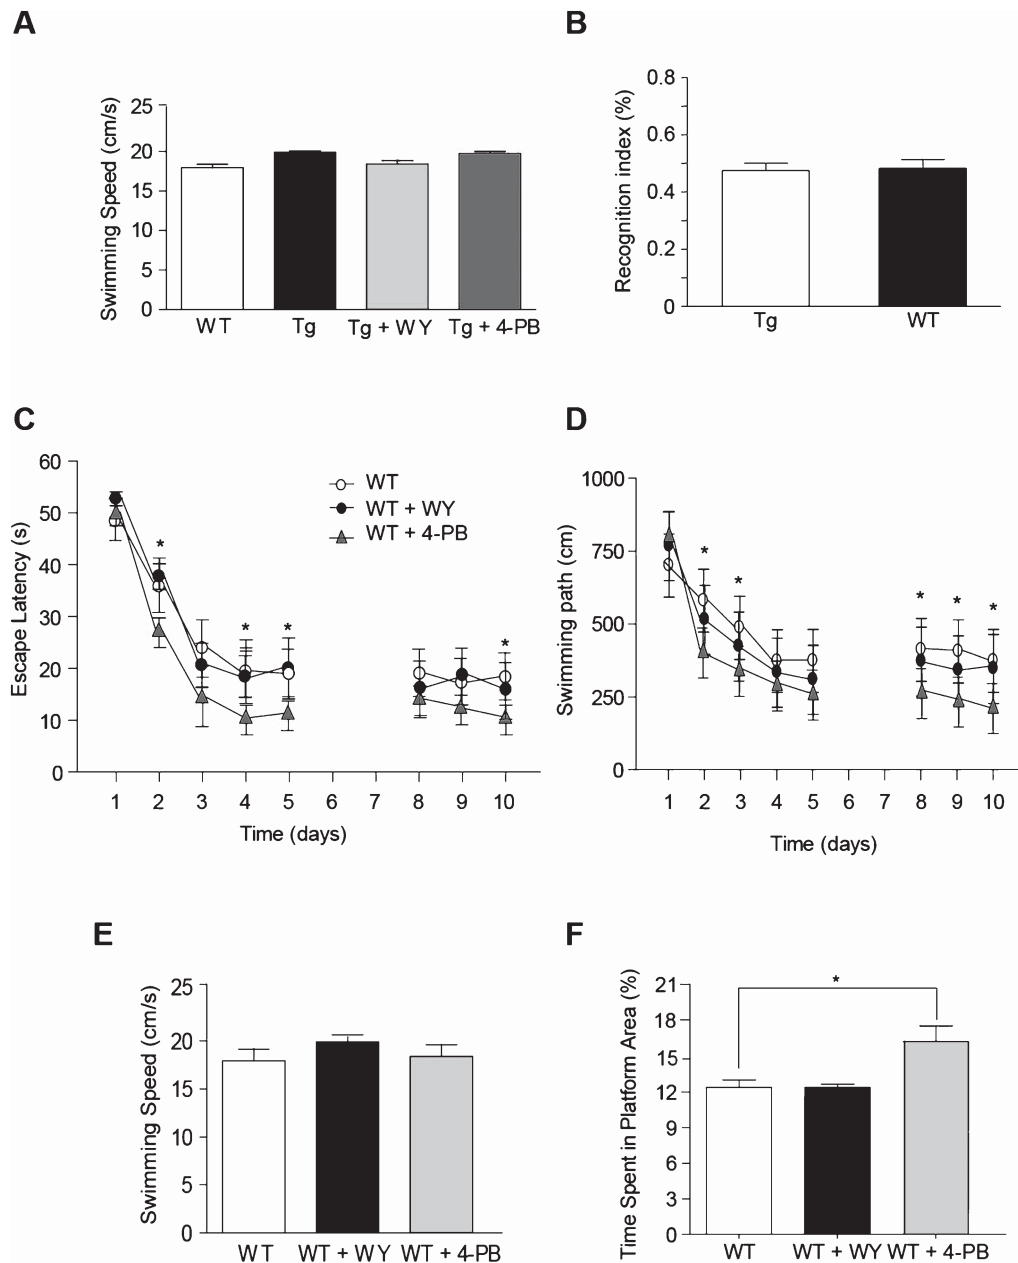 A
Swimming Speed (cm/s)
25
20
15
10
5
0
WT Tg Tg + WY Tg + 4-PB
B
Recognition index (%)
0.8
0.6
0.4
0.2
0
Tg WT
C
Escape Latency (s)
60
50
40
30
20
10
0
WT
WT + WY
WT + 4-PB
*
* *
*
1 2 3 4 5 6 7 8 9 10
Time (days)
D
Swimming path (cm)
1000
750
500
250
0
*
*
* * *
1 2 3 4 5 6 7 8 9 10
Time (days)
E
Swimming Speed (cm/s)
25
20
15
10
5
0
WT WT + WY WT + 4-PB
F
Time Spent in Platform Area (%)
21
18
15
12
9
6
3
0
*
WT WT + WY WT + 4-PB